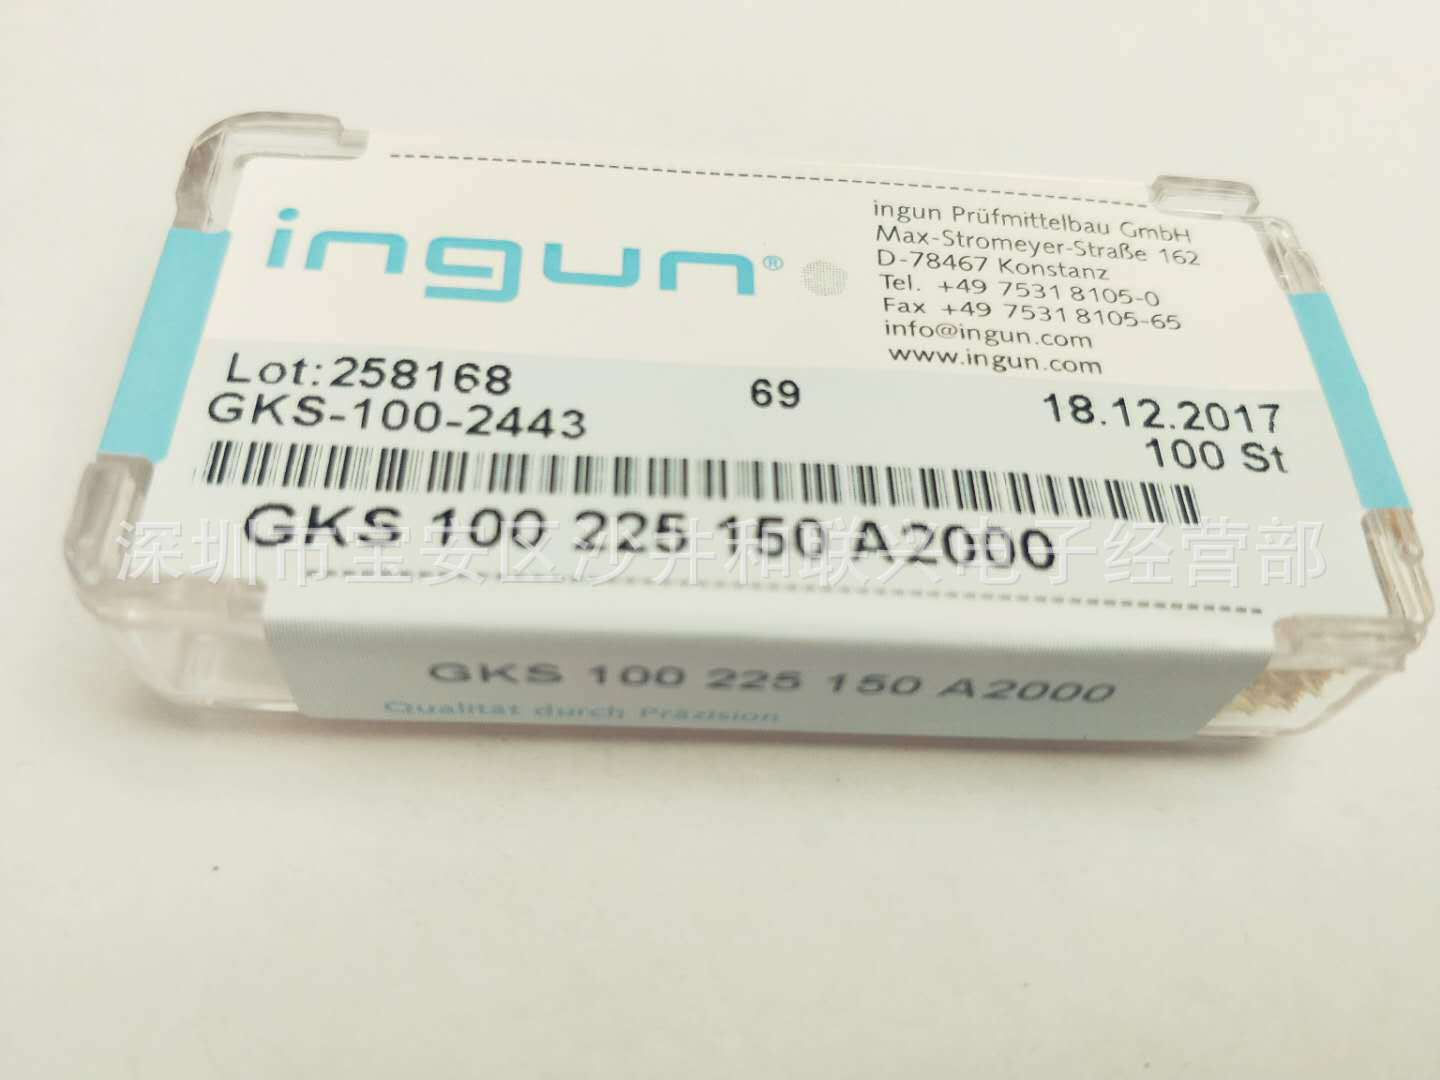 ingun®
ingun Prüfmittelbau GmbH
Max-Stromeyer-Straße 162
D-78467 Konstanz
Tel. +49 7531 8105-0
Fax +49 7531 8105-65
info@ingun.com
www.ingun.com
Lot:258168 69 18.12.2017
GKS-100-2443 100 St
GKS 100 225 150 A2000
深圳市宝安区沙井和联兴电子经营部
GKS 100 225 150 A2000
Qualität durch Präzision